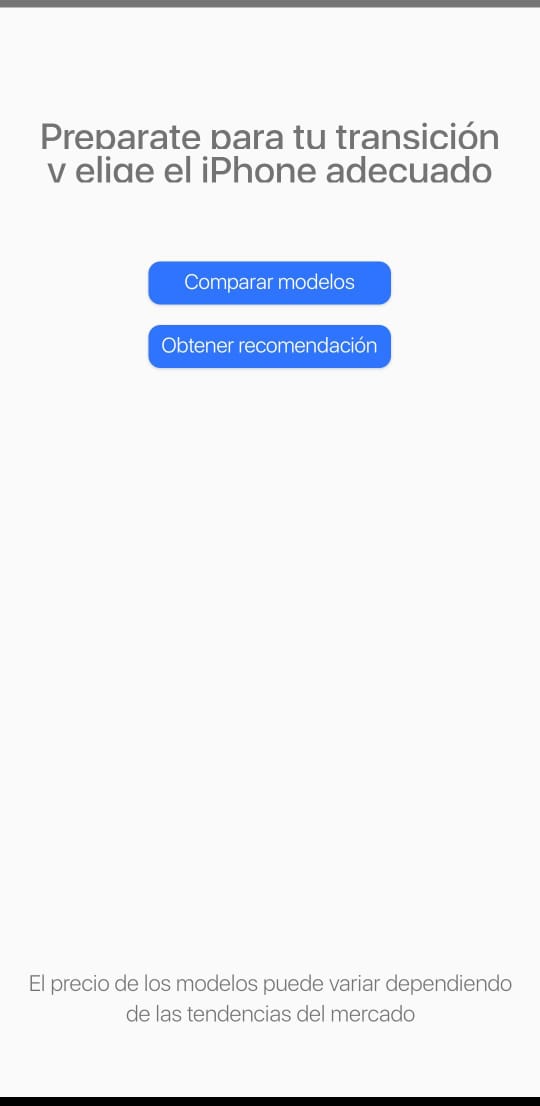 Preparate para tu transición
y elige el iPhone adecuado
Comparar modelos
Obtener recomendación
El precio de los modelos puede variar dependiendo
de las tendencias del mercado